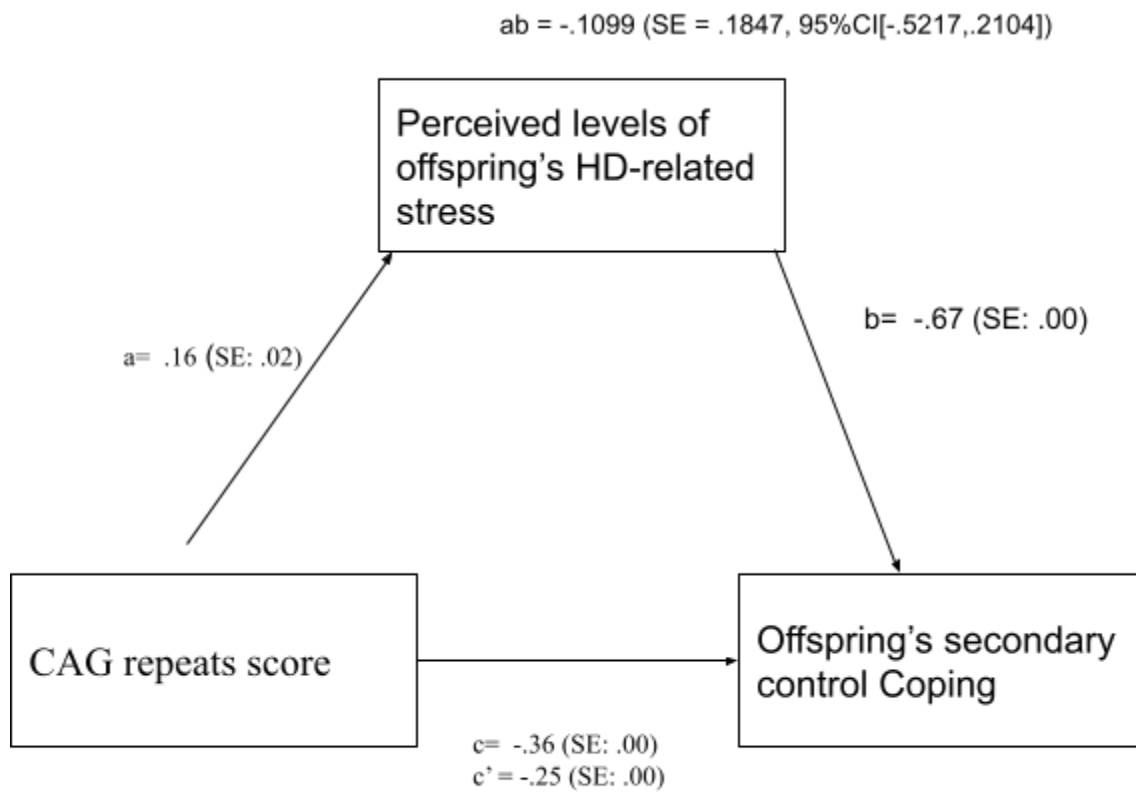 ab = -.1099 (SE = .1847, 95%CI[-.5217,.2104])
Perceived levels of
offspring's HD-related
stress
b=  -.67 (SE: .00)
a=  .16 (SE: .02)
CAG repeats score
Offspring's secondary
control Coping
c=  -.36 (SE: .00)
c' = -.25 (SE: .00)